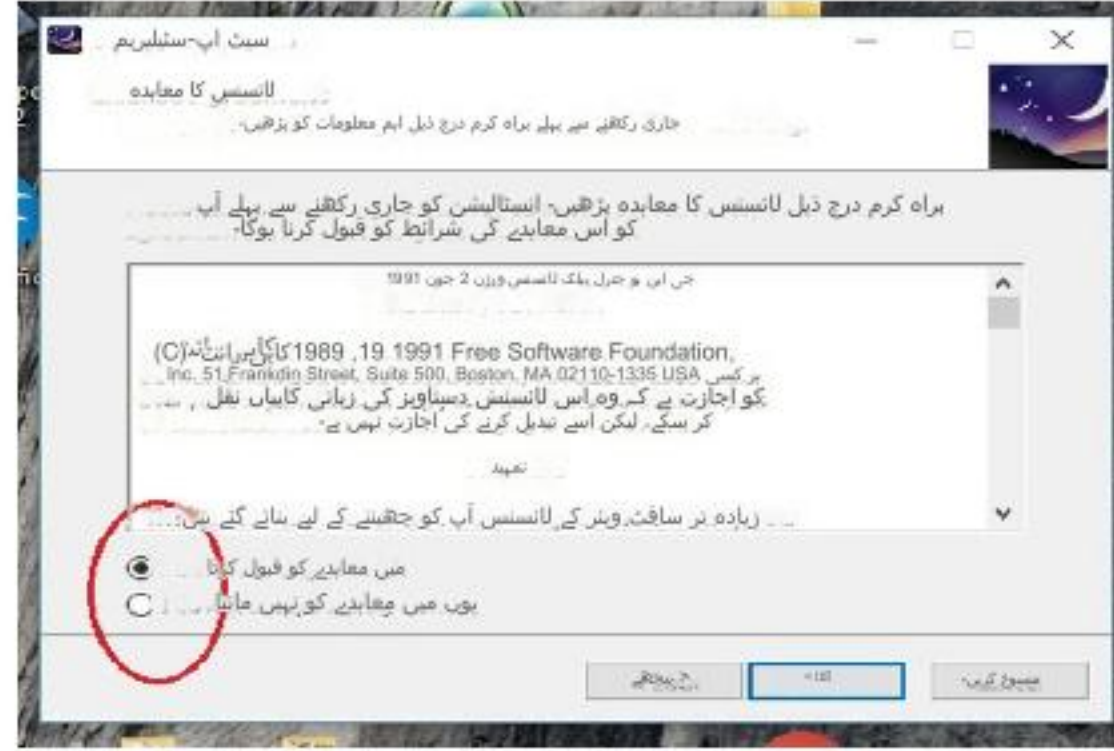 سیٹ اپ-سٹیلیریم
لائسنس کا معاہدہ
جاری رکھنے سے پہلے براہ کرم درج ذیل اہم معلومات کو پڑھیں۔
براہ کرم درج ذیل لائسنس کا معاہدہ پڑھیں۔ انسٹالیشن کو جاری رکھنے سے پہلے آپ
کو اس معاہدے کی شرائط کو قبول کرنا ہوگا۔
جی این یو جنرل پبلک لائسنس ورژن 2 جون 1991
(C) 1989, 19 1991 Free Software Foundation,
Inc. 51 Franklin Street, Suite 500, Boston, MA 02110-1335 USA ہر کسی
کو اجازت ہے کہ وہ اس لائسنس دستاویز کی زبانی کاپیاں نقل
کر سکے۔ لیکن اسے تبدیل کرنے کی اجازت نہیں ہے۔
تمہید
زیادہ تر سافٹ ویئر کے لائسنس آپ کو چھیننے کے لیے بنائے گئے ہیں:
میں معاہدے کو قبول کرتا
ہوں میں معاہدے کو نہیں مانتا
منسوخ کریں۔